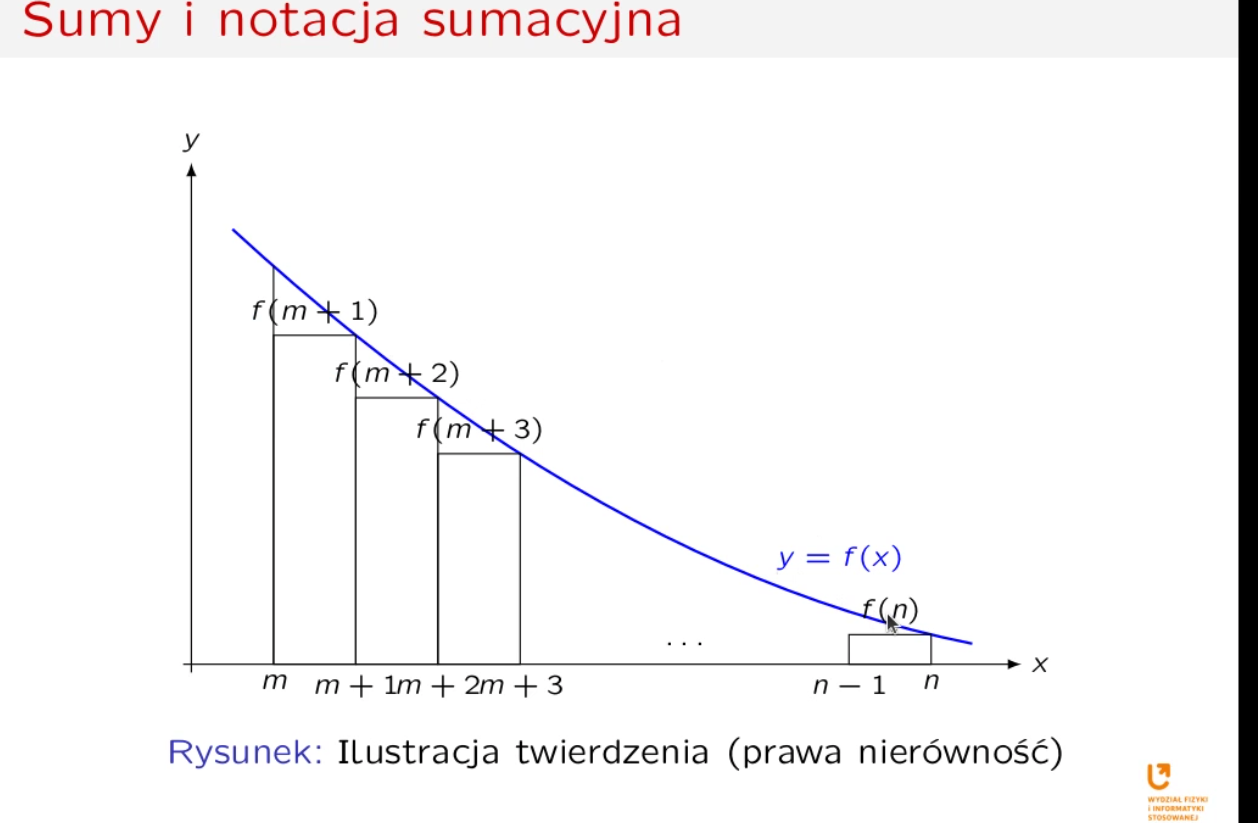 Sumy i notacja sumacyjna
y
f(m + 1)
f(m + 2)
f(m + 3)
y = f(x)
f(n)
...
x
m m + 1m + 2m + 3 n − 1 n
Rysunek: Ilustracja twierdzenia (prawa nierówność)
WYDZIAŁ FIZYKI
I INFORMATYKI
STOSOWANEJ